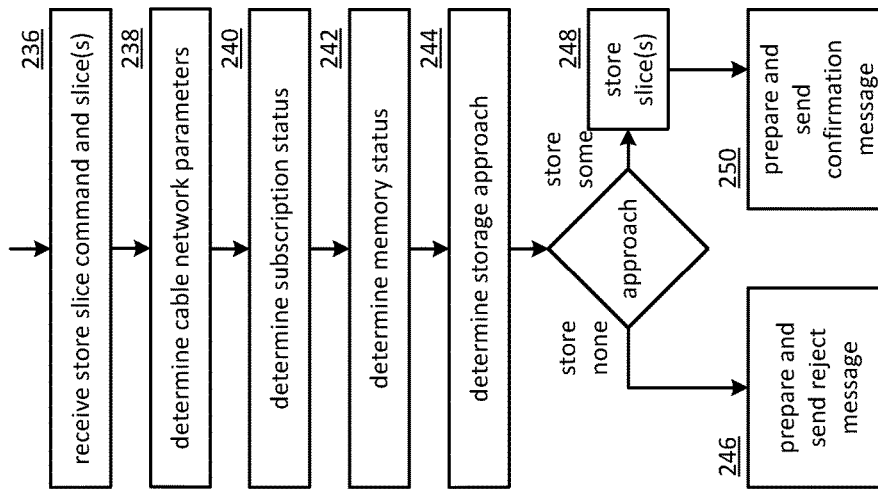 236
receive store slice command and slice(s)
238
determine cable network parameters
240
determine subscription status
242
determine memory status
244
determine storage approach
approach
store
none
store
some
248
store
slice(s)
246
prepare and
send reject
message
250
prepare and
send
confirmation
message